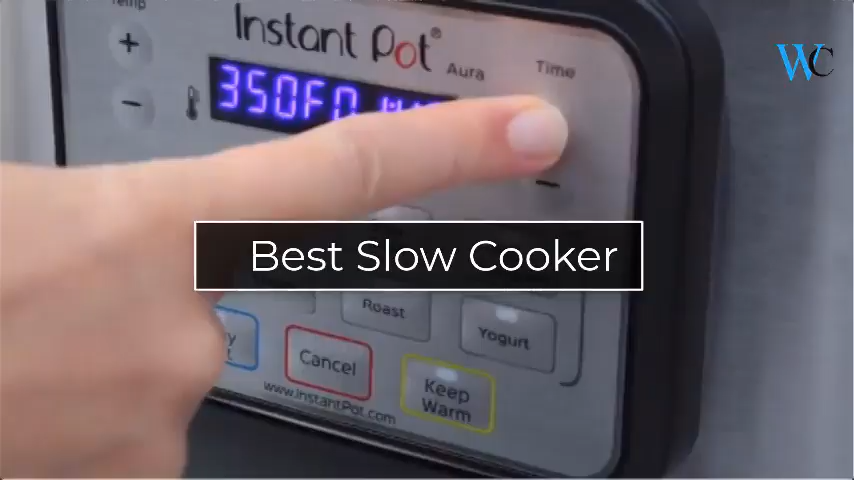 Temp
Instant Pot®
Aura
Time
+
−
350F
−
Best Slow Cooker
Roast
Yogurt
Cancel
Keep
Warm
www.InstantPot.com
WC